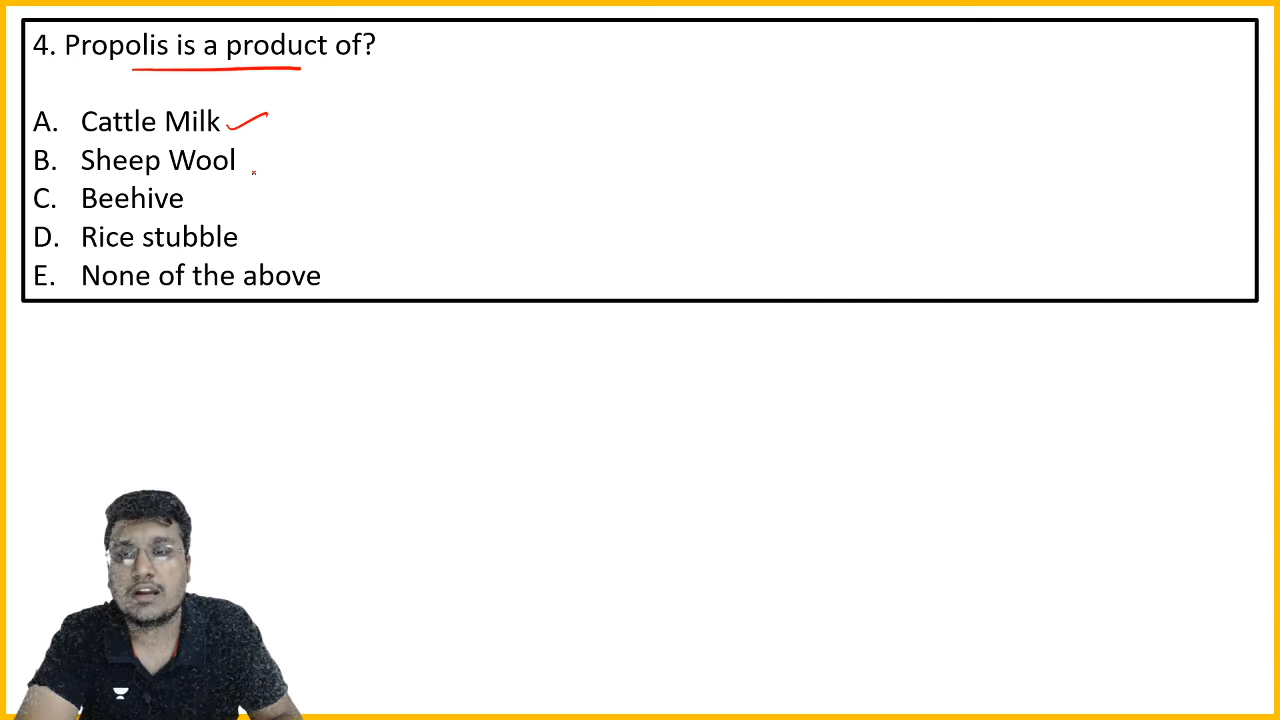 4. Propolis is a product of?
A. Cattle Milk
B. Sheep Wool
C. Beehive
D. Rice stubble
E. None of the above